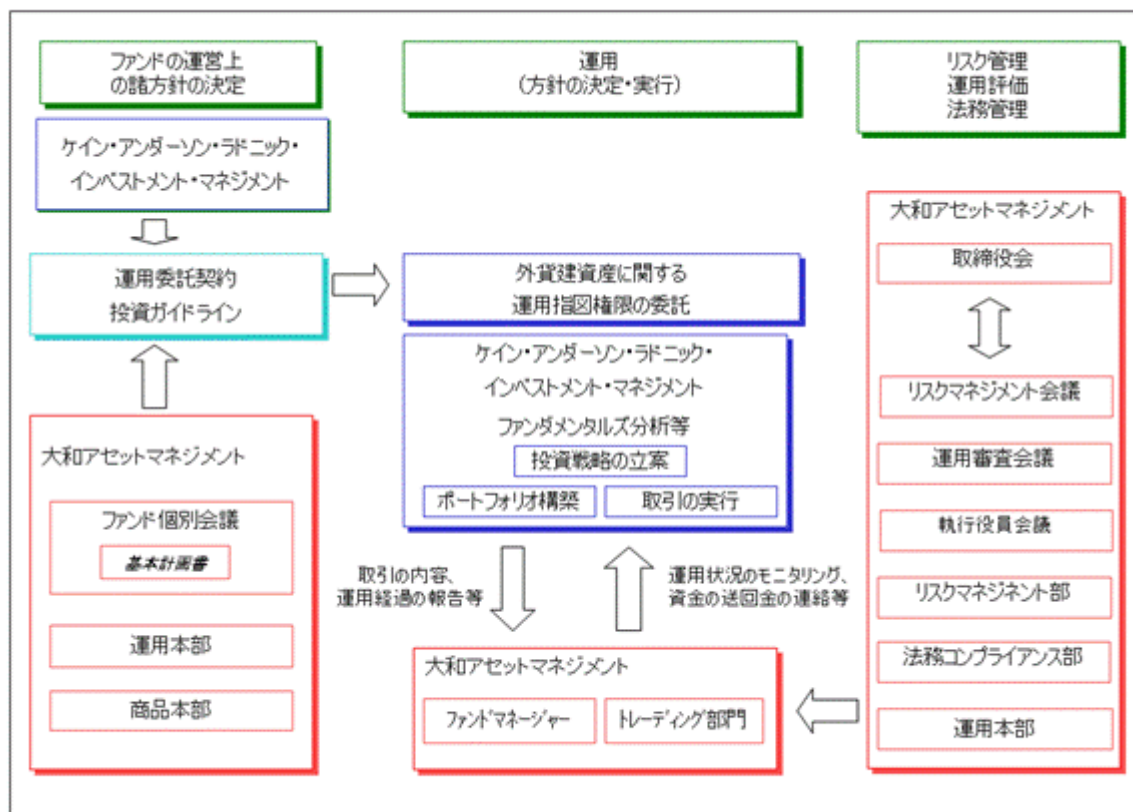 ファンドの運営上
の諸方針の決定
ケイン・アンダーソン・ラドニック・
インベストメント・マネジメント
運用委託契約
投資ガイドライン
大和アセットマネジメント
ファンド個別会議
基本計画書
運用本部
商品本部
運用
(方針の決定・実行)
外貨建資産に関する
運用指図権限の委託
ケイン・アンダーソン・ラドニック・
インベストメント・マネジメント
ファンダメンタルズ分析等
投資戦略の立案
ポートフォリオ構築
取引の実行
取引の内容、
運用経過の報告等
運用状況のモニタリング、
資金の送回金の連絡等
大和アセットマネジメント
ファンドマネージャー
トレーディング部門
リスク管理
運用評価
法務管理
大和アセットマネジメント
取締役会
リスクマネジメント会議
運用審査会議
執行役員会議
リスクマネジネント部
法務コンプライアンス部
運用本部